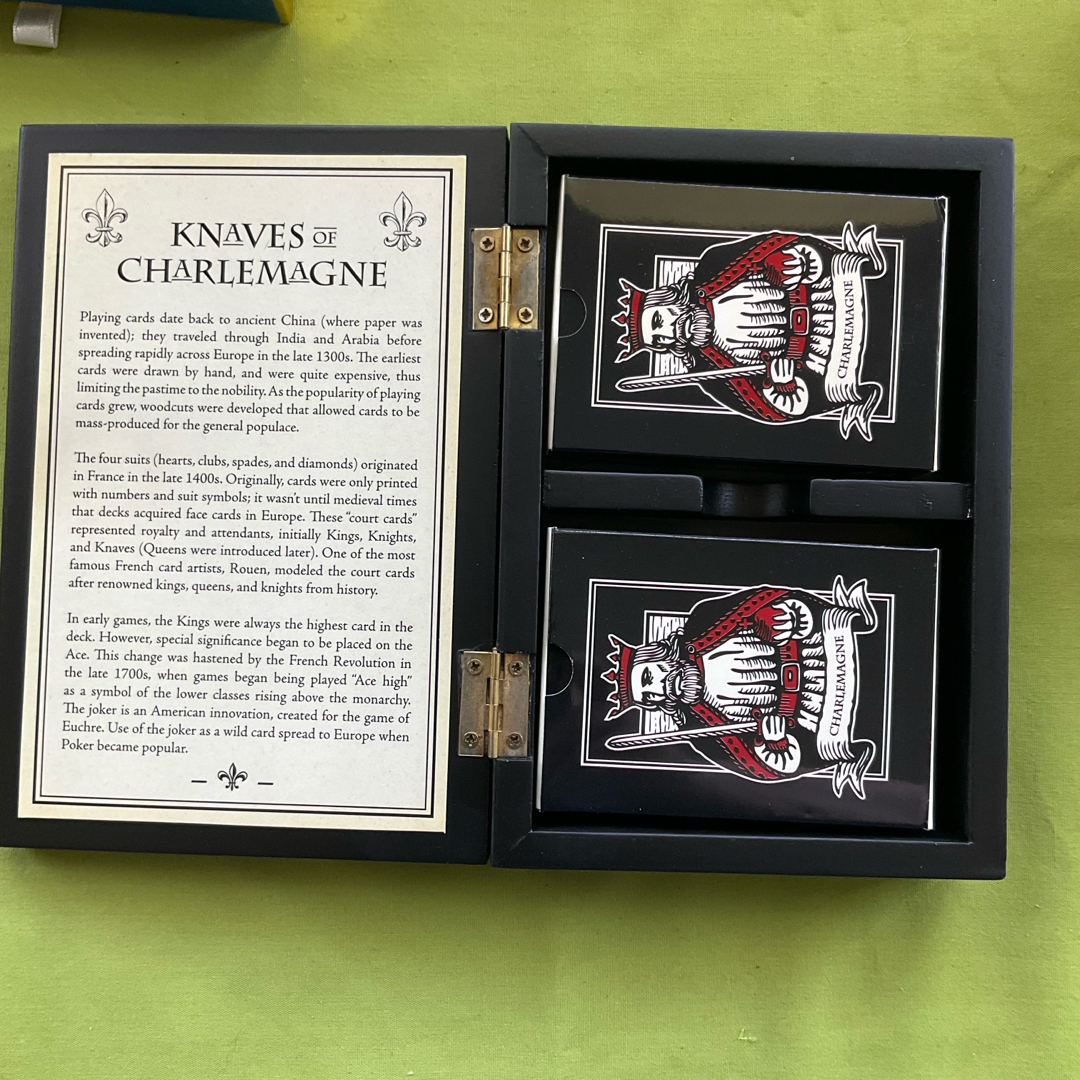 KNAVES OF
CHARLEMAGNE
Playing cards date back to ancient China (where paper was
invented); they traveled through India and Arabia before
spreading rapidly across Europe in the late 1300s. The earliest
cards were drawn by hand, and were quite expensive, thus
limiting the pastime to the nobility. As the popularity of playing
cards grew, woodcuts were developed that allowed cards to be
mass-produced for the general populace.
The four suits (hearts, clubs, spades, and diamonds) originated
in France in the late 1400s. Originally, cards were only printed
with numbers and suit symbols; it wasn't until medieval times
that decks acquired face cards in Europe. These "court cards"
represented royalty and attendants, initially Kings, Knights,
and Knaves (Queens were introduced later). One of the most
famous French card artists, Rouen, modeled the court cards
after renowned kings, queens, and knights from history.
In early games, the Kings were always the highest card in the
deck. However, special significance began to be placed on the
Ace. This change was hastened by the French Revolution in
the late 1700s, when games began being played "Ace high"
as a symbol of the lower classes rising above the monarchy.
The joker is an American innovation, created for the game of
Euchre. Use of the joker as a wild card spread to Europe when
Poker became popular.
CHARLEMAGNE
CHARLEMAGNE